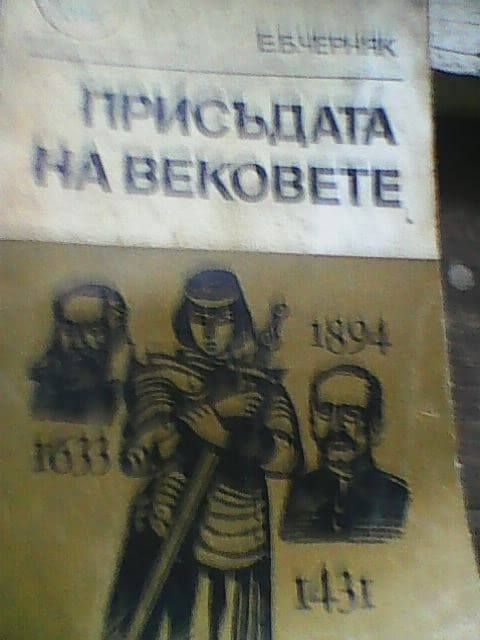 Е.Б.ЧЕРНЯК
ПРИСЪДАТА
НА ВЕКОВЕТЕ
1894
1633
1431